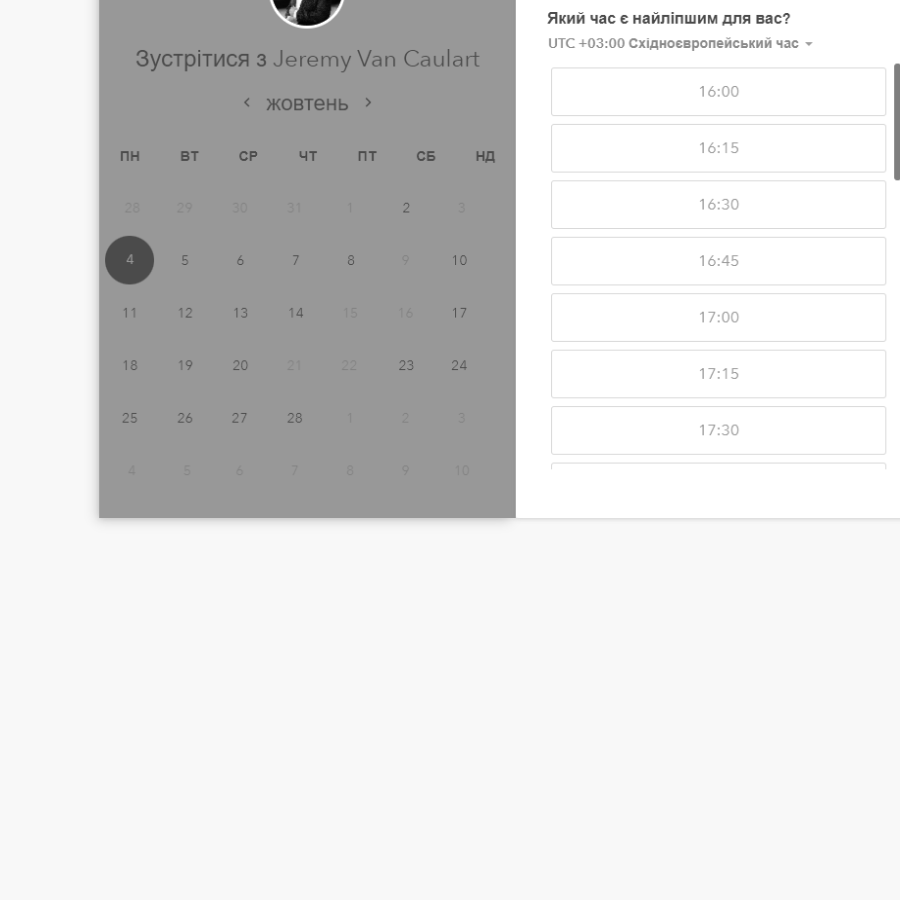 Зустрітися з Jeremy Van Caulart
жовтень
ПН ВТ СР ЧТ ПТ СБ НД
28 29 30 31 1 2 3
4 5 6 7 8 9 10
11 12 13 14 15 16 17
18 19 20 21 22 23 24
25 26 27 28 1 2 3
4 5 6 7 8 9 10
Який час є найліпшим для вас?
UTC +03:00 Східноєвропейський час
16:00
16:15
16:30
16:45
17:00
17:15
17:30